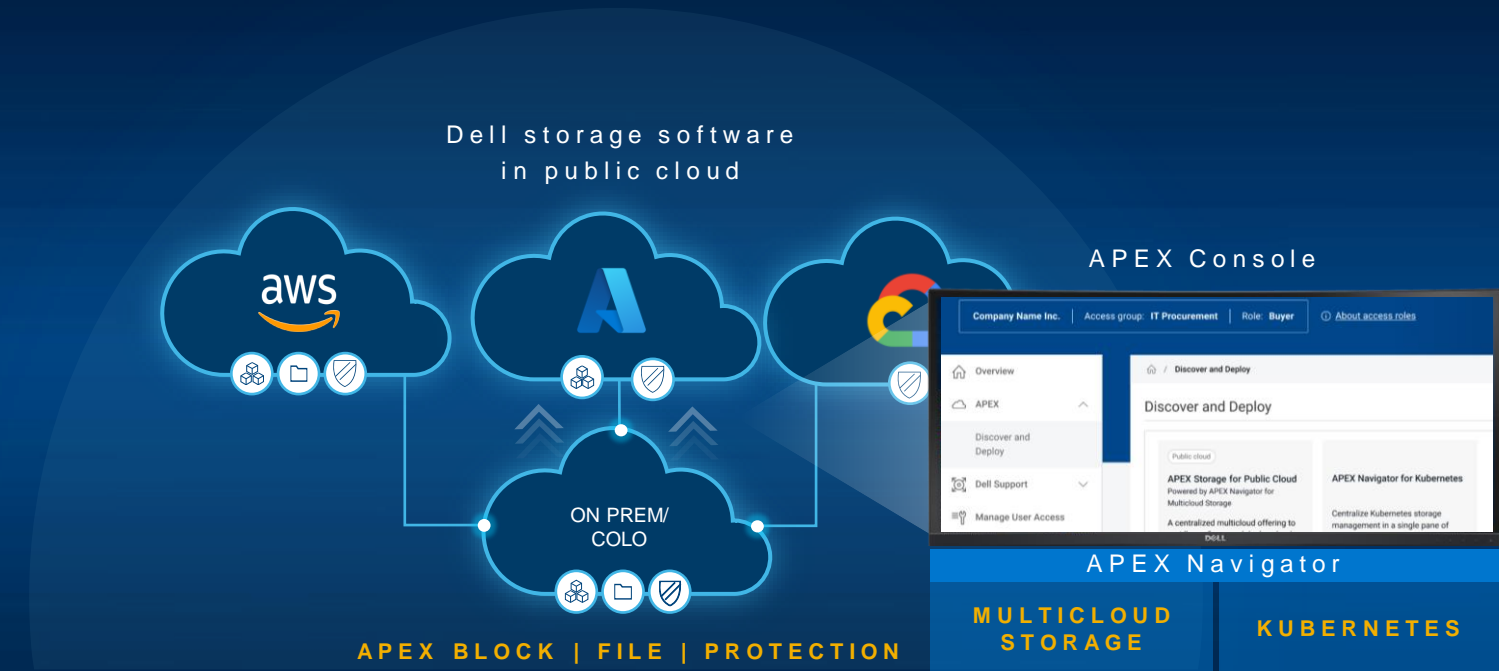 Dell storage software
in public cloud
aws
APEX Console
Company Name Inc. Access group: IT Procurement Role: Buyer About access roles
Overview
/ Discover and Deploy
APEX
Discover and Deploy
Discover and
Deploy
Public cloud
APEX Storage for Public Cloud
Powered by APEX Navigator for
Multicloud Storage
A centralized multicloud offering to
APEX Navigator for Kubernetes
Centralize Kubernetes storage
management in a single pane of
Dell Support
Manage User Access
DELL
ON PREM/
COLO
APEX Navigator
MULTICLOUD
STORAGE
KUBERNETES
APEX BLOCK | FILE | PROTECTION